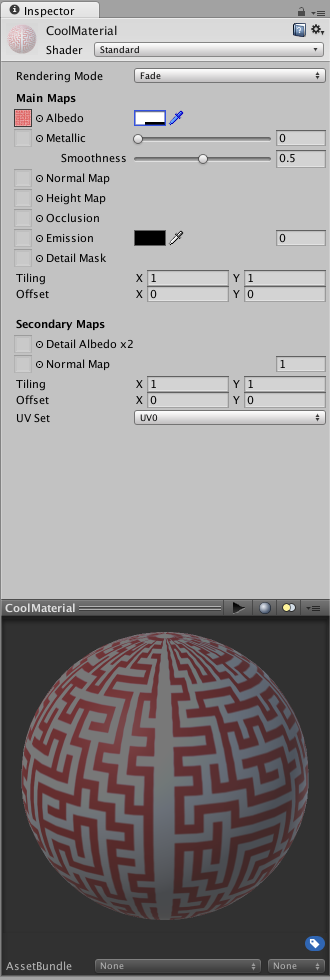 Inspector
CoolMaterial
Shader Standard
Rendering Mode Fade
Main Maps
Albedo
Metallic 0
Smoothness 0.5
Normal Map
Height Map
Occlusion
Emission 0
Detail Mask
Tiling X 1 Y 1
Offset X 0 Y 0
Secondary Maps
Detail Albedo x2
Normal Map 1
Tiling X 1 Y 1
Offset X 0 Y 0
UV Set UV0
CoolMaterial
AssetBundle None None